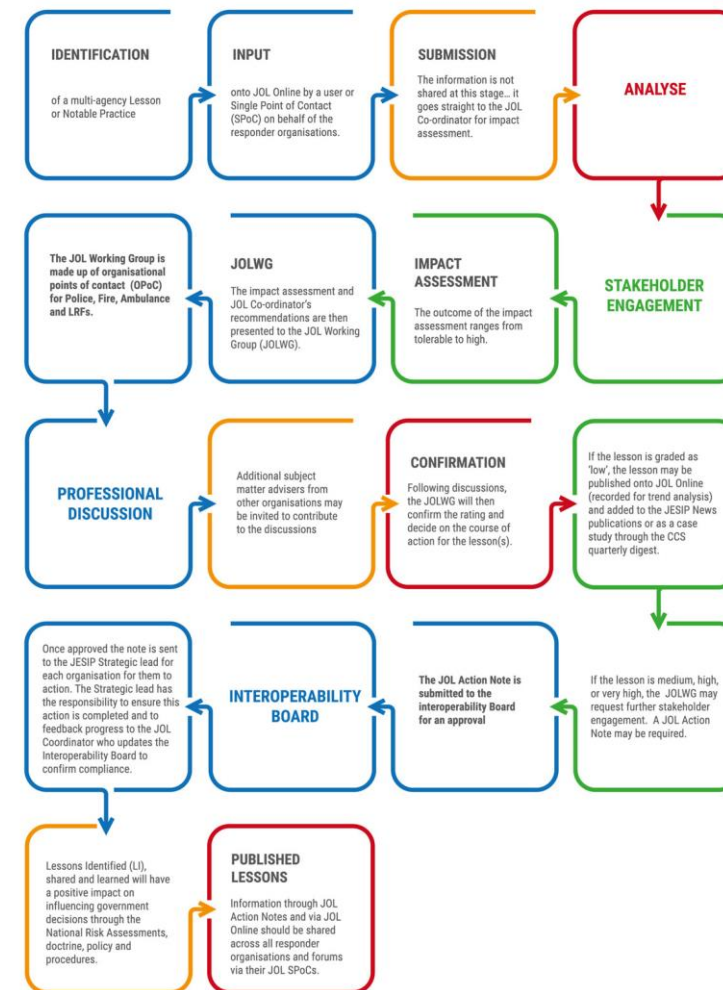 IDENTIFICATION
of a multi-agency Lesson
or Notable Practice
INPUT
onto JOL Online by a user or
Single Point of Contact
(SPoC) on behalf of the
responder organisations.
SUBMISSION
The information is not
shared at this stage... it
goes straight to the JOL
Co-ordinator for impact
assessment.
ANALYSE
STAKEHOLDER
ENGAGEMENT
IMPACT
ASSESSMENT
The outcome of the impact
assessment ranges from
tolerable to high.
JOLWG
The impact assessment and
JOL Co-ordinator's
recommendations are then
presented to the JOL Working
Group (JOLWG).
The JOL Working Group is
made up of organisational
points of contact (OPoC)
for Police, Fire, Ambulance
and LRFs.
PROFESSIONAL
DISCUSSION
Additional subject
matter advisers from
other organisations may
be invited to contribute
to the discussions
CONFIRMATION
Following discussions,
the JOLWG will then
confirm the rating and
decide on the course of
action for the lesson(s).
If the lesson is graded as
'low', the lesson may be
published onto JOL Online
(recorded for trend analysis)
and added to the JESIP News
publications or as a case
study through the CCS
quarterly digest.
If the lesson is medium, high,
or very high, the JOLWG may
request further stakeholder
engagement. A JOL Action
Note may be required.
The JOL Action Note is
submitted to the
interoperability Board
for an approval
INTEROPERABILITY
BOARD
Once approved the note is sent
to the JESIP Strategic lead for
each organisation for them to
action. The Strategic lead has
the responsibility to ensure this
action is completed and to
feedback progress to the JOL
Coordinator who updates the
Interoperability Board to
confirm compliance.
Lessons Identified (LI),
shared and learned will have
a positive impact on
influencing government
decisions through the
National Risk Assessments,
doctrine, policy and
procedures.
PUBLISHED
LESSONS
Information through JOL
Action Notes and via JOL
Online should be shared
across all responder
organisations and forums
via their JOL SPoCs.